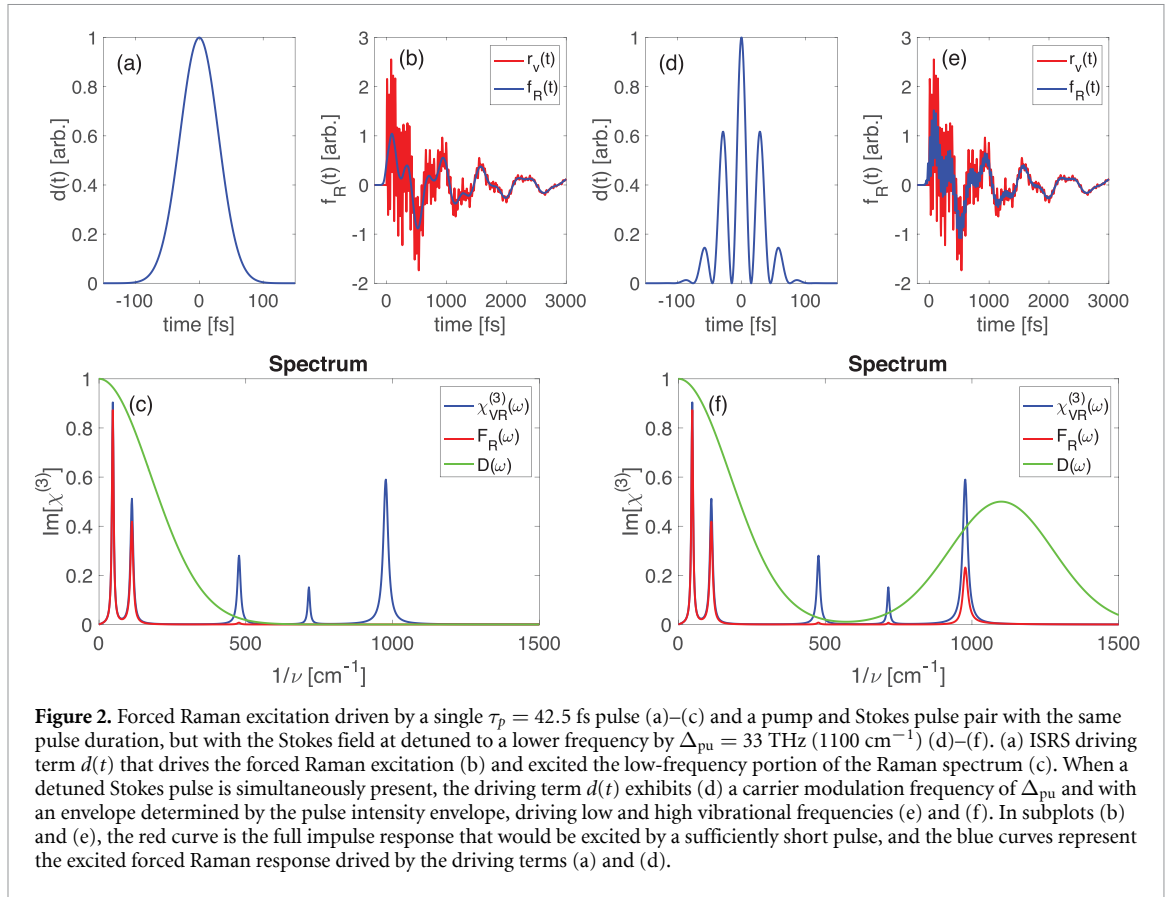 (a)
1
0.8
0.6
0.4
0.2
0
d(t) [arb.]
-100 0 100
time [fs]
(b)
r_v(t)
f_R(t)
3
2
1
0
-1
-2
f_R(t) [arb.]
0 1000 2000 3000
time [fs]
(d)
1
0.8
0.6
0.4
0.2
0
d(t) [arb.]
-100 0 100
time [fs]
(e)
r_v(t)
f_R(t)
3
2
1
0
-1
-2
f_R(t) [arb.]
0 1000 2000 3000
time [fs]
Spectrum
(c)
χ_VR^(3)(ω)
F_R(ω)
D(ω)
1
0.8
0.6
0.4
0.2
0
Im[χ^(3)]
0 500 1000 1500
1/ν [cm^-1]
Spectrum
(f)
χ_VR^(3)(ω)
F_R(ω)
D(ω)
1
0.8
0.6
0.4
0.2
0
Im[χ^(3)]
0 500 1000 1500
1/ν [cm^-1]
Figure 2. Forced Raman excitation driven by a single τ_p = 42.5 fs pulse (a)–(c) and a pump and Stokes pulse pair with the same
pulse duration, but with the Stokes field at detuned to a lower frequency by Δ_pu = 33 THz (1100 cm^−1) (d)–(f). (a) ISRS driving
term d(t) that drives the forced Raman excitation (b) and excited the low-frequency portion of the Raman spectrum (c). When a
detuned Stokes pulse is simultaneously present, the driving term d(t) exhibits (d) a carrier modulation frequency of Δ_pu and with
an envelope determined by the pulse intensity envelope, driving low and high vibrational frequencies (e) and (f). In subplots (b)
and (e), the red curve is the full impulse response that would be excited by a sufficiently short pulse, and the blue curves represent
the excited forced Raman response drived by the driving terms (a) and (d).